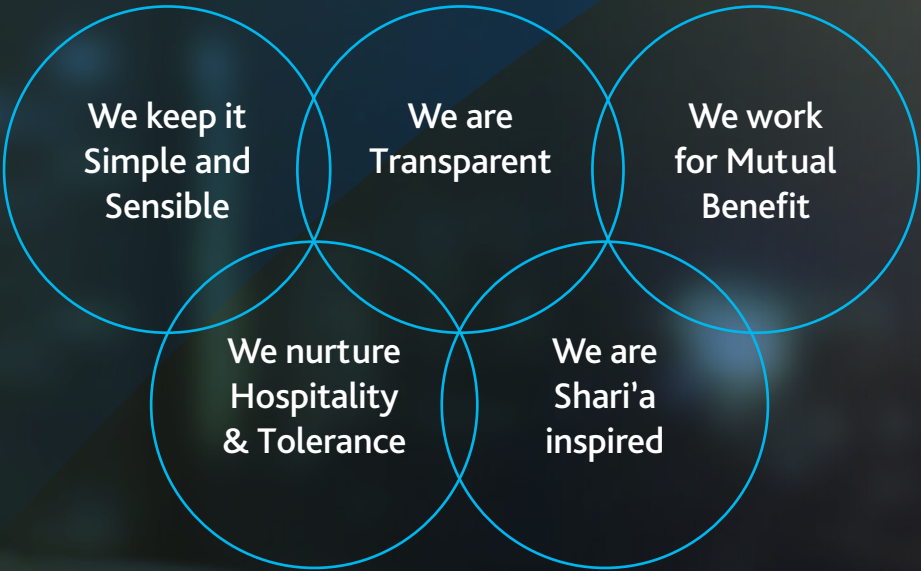 We keep it
Simple and
Sensible
We are
Transparent
We work
for Mutual
Benefit
We nurture
Hospitality
& Tolerance
We are
Shari’a
inspired